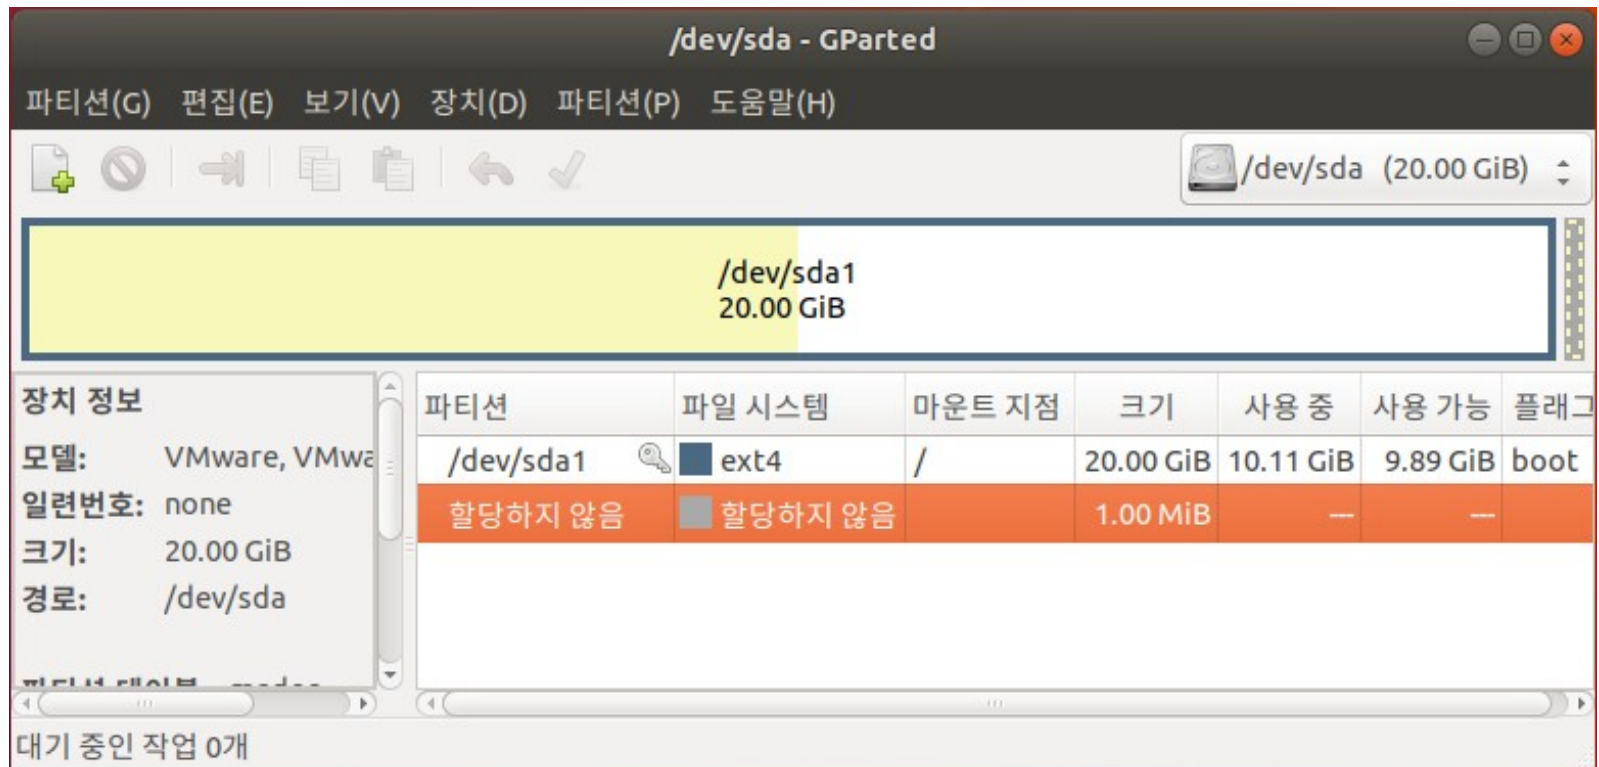 /dev/sda - GParted
파티션(G) 편집(E) 보기(V) 장치(D) 파티션(P) 도움말(H)
/dev/sda (20.00 GiB)
/dev/sda1
20.00 GiB
장치 정보
모델: VMware, VMwa
일련번호: none
크기: 20.00 GiB
경로: /dev/sda
파티션 파일 시스템 마운트 지점 크기 사용 중 사용 가능 플래그
/dev/sda1 ext4 / 20.00 GiB 10.11 GiB 9.89 GiB boot
할당하지 않음 할당하지 않음 1.00 MiB --- ---
대기 중인 작업 0개